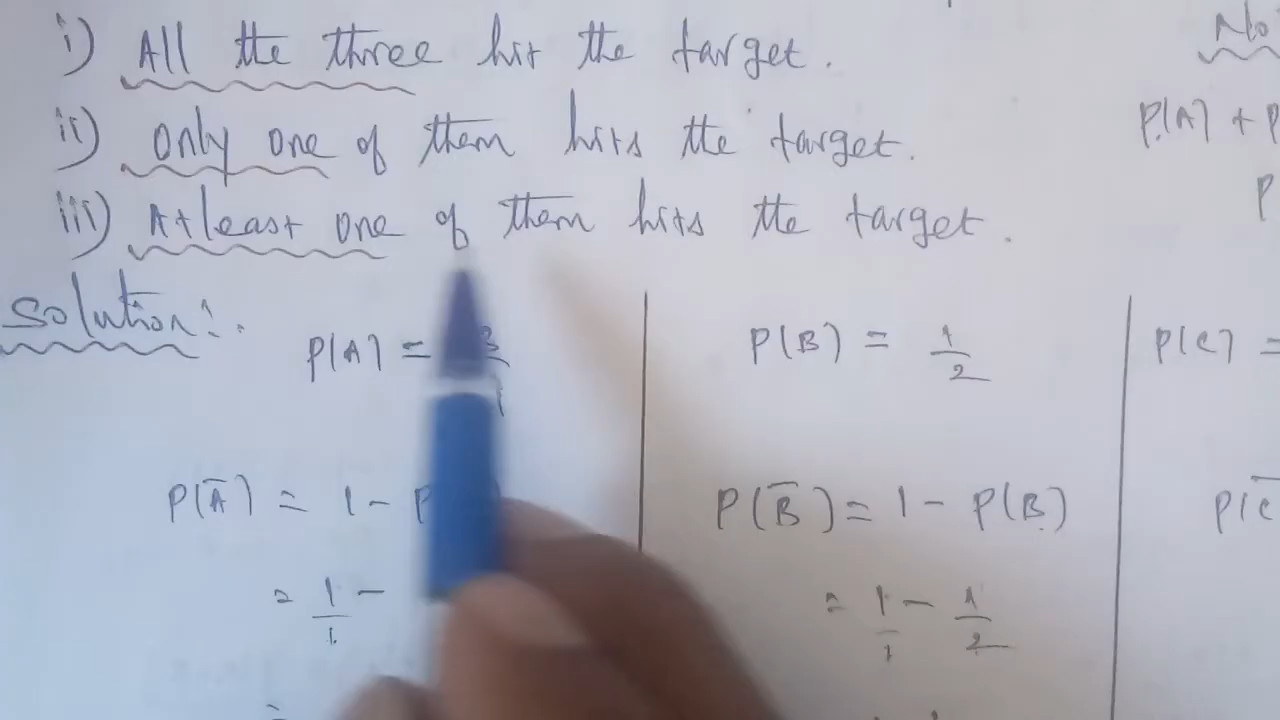 i) All the three hit the target.
ii) Only one of them hits the target.
iii) Atleast one of them hits the target.
Solution:
P(A) =
P(B) = 1/2
P(C) =
P(A) + P
P
P(A̅) = 1 - P
P(B̅) = 1 - P(B)
P(C̅
= 1/1 -
= 1/1 - 1/2